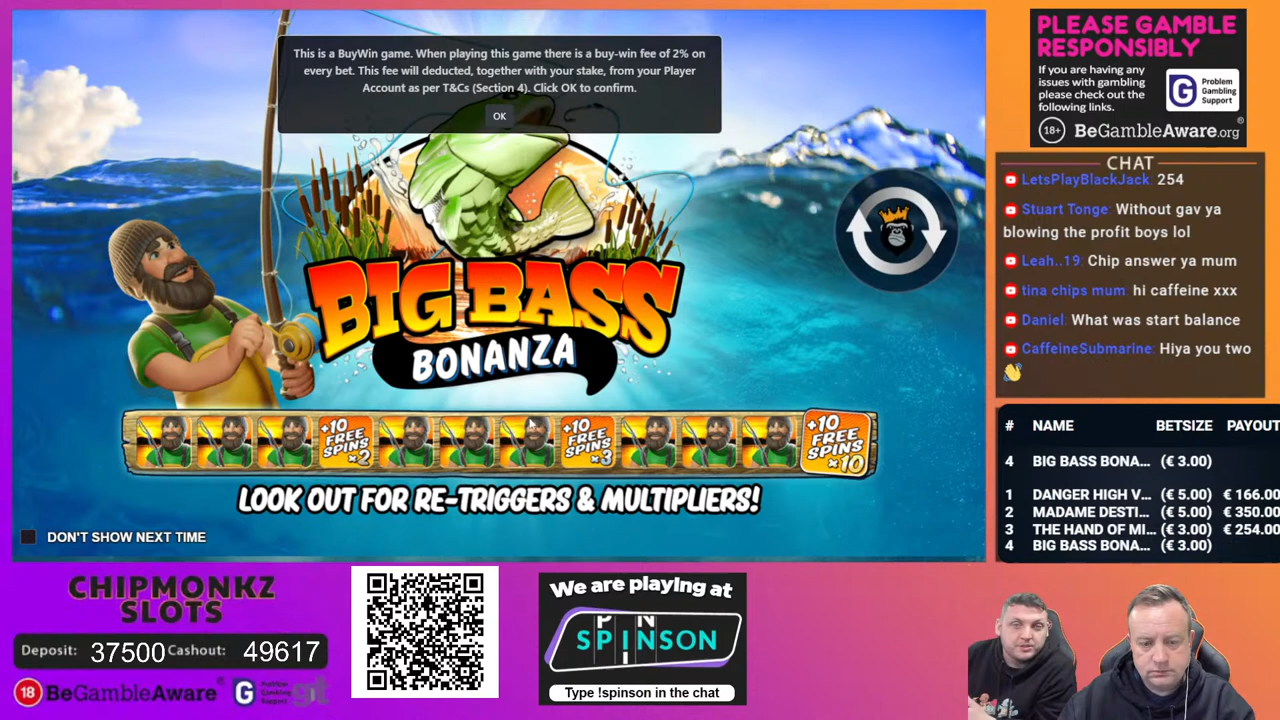 This is a BuyWin game. When playing this game there is a buy-win fee of 2% on
every bet. This fee will deducted, together with your stake, from your Player
Account as per T&Cs (Section 4). Click OK to confirm.
OK
BIG BASS
BONANZA
+10 FREE SPINS x2
+10 FREE SPINS x3
+10 FREE SPINS x10
LOOK OUT FOR RE-TRIGGERS & MULTIPLIERS!
DON'T SHOW NEXT TIME
PLEASE GAMBLE
RESPONSIBLY
If you are having any
issues with gambling
please check out the
following links.
Problem
Gambling
Support
18+ BeGambleAware.org®
CHAT
LetsPlayBlackJack: 254
Stuart Tonge: Without gav ya
blowing the profit boys lol
Leah..19: Chip answer ya mum
tina chips mum: hi caffeine xxx
Daniel: What was start balance
CaffeineSubmarine: Hiya you two
👋
# NAME BETSIZE PAYOUT
4 BIG BASS BONA... (€ 3.00)
1 DANGER HIGH V... (€ 5.00) € 166.00
2 MADAME DESTI... (€ 5.00) € 350.00
3 THE HAND OF MI... (€ 3.00) € 254.00
4 BIG BASS BONA... (€ 3.00)
CHIPMONKZ
SLOTS
Deposit: 37500 Cashout: 49617
18 BeGambleAware
Problem
Gambling
Support
We are playing at
SPINSON
Type !spinson in the chat